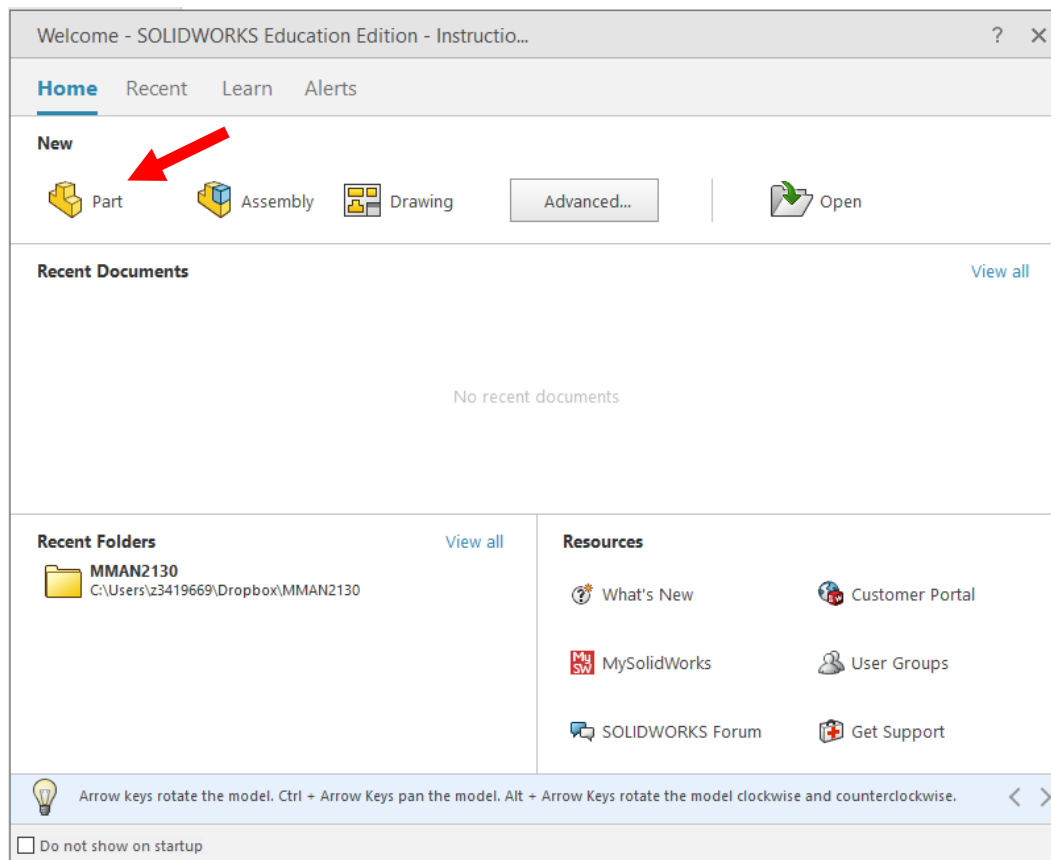 Welcome - SOLIDWORKS Education Edition - Instructio...
? ×
Home Recent Learn Alerts
New
Part Assembly Drawing Advanced... Open
Recent Documents View all
No recent documents
Recent Folders View all
MMAN2130
C:\Users\z3419669\Dropbox\MMAN2130
Resources
What's New Customer Portal
My SW MySolidWorks User Groups
SOLIDWORKS Forum Get Support
Arrow keys rotate the model. Ctrl + Arrow Keys pan the model. Alt + Arrow Keys rotate the model clockwise and counterclockwise.
Do not show on startup